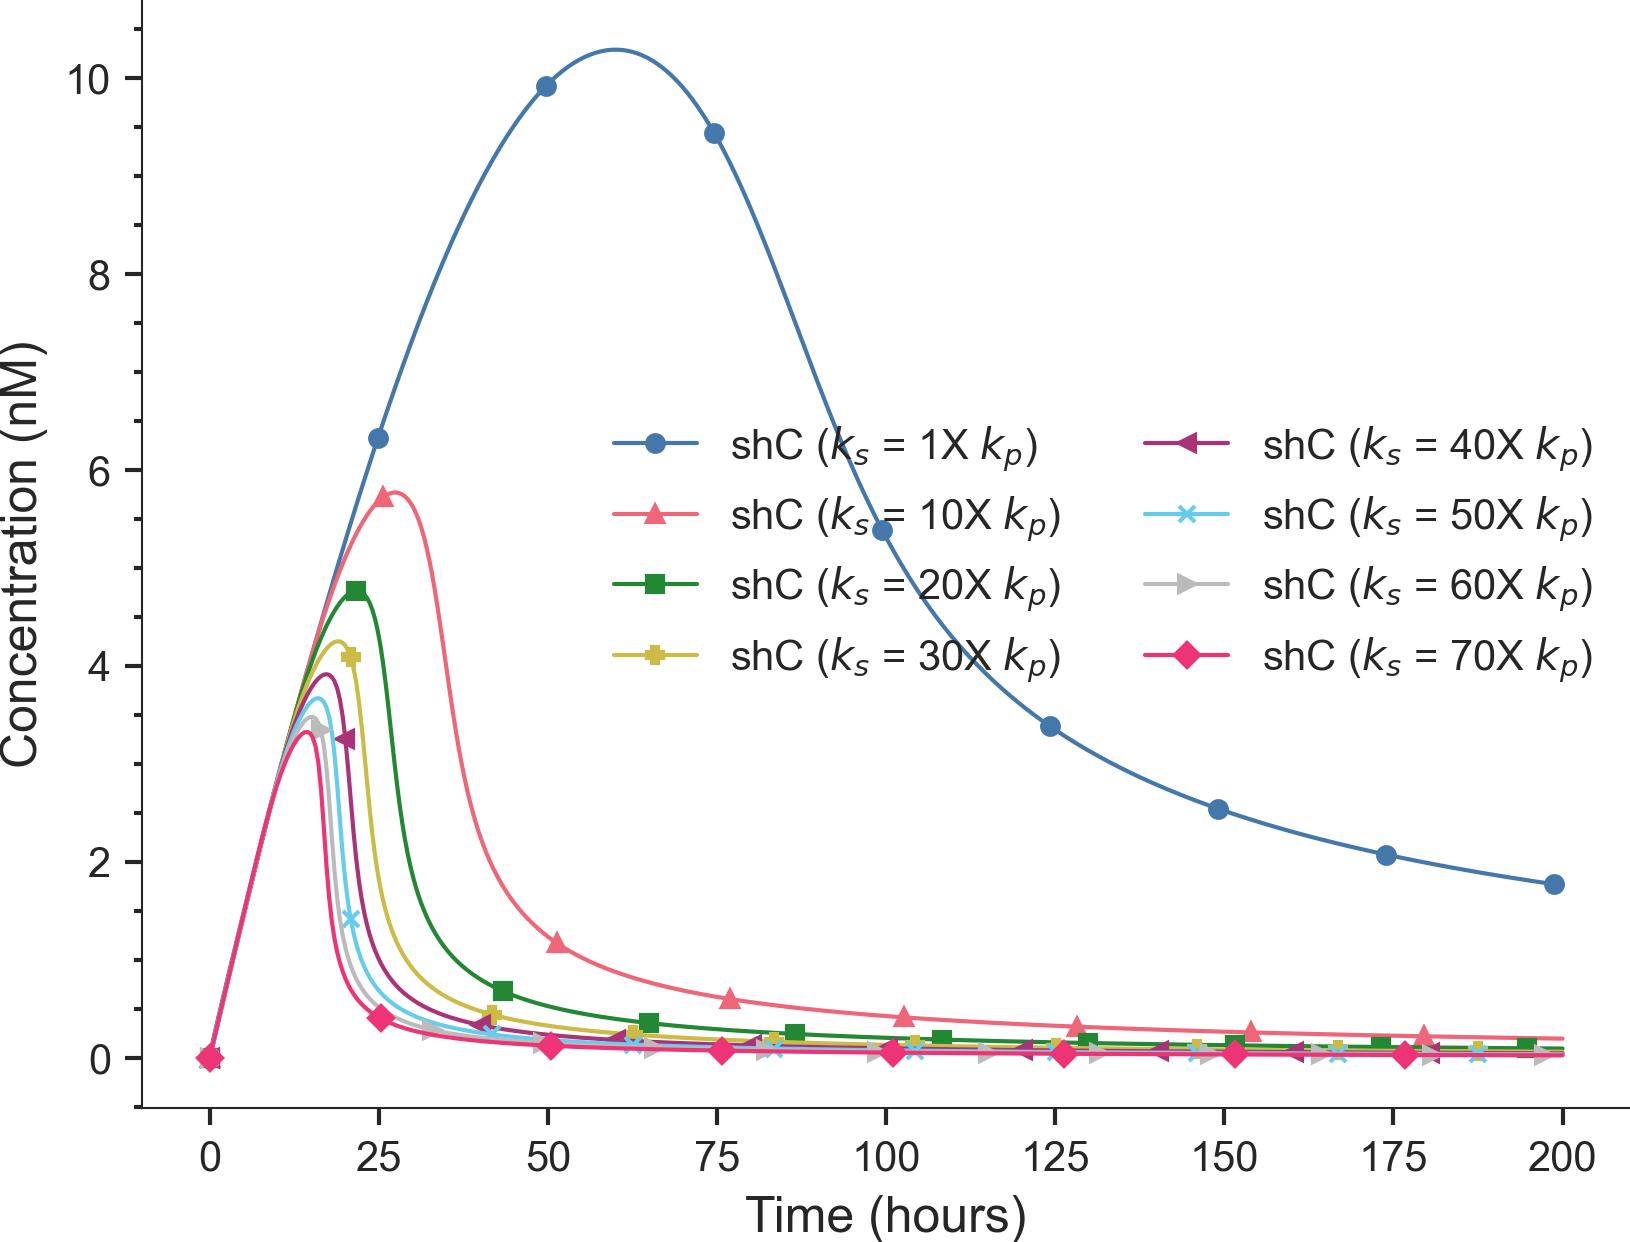 Concentration (nM)
10
8
6
4
2
0
shC (kₛ = 1X kₚ)
shC (kₛ = 10X kₚ)
shC (kₛ = 20X kₚ)
shC (kₛ = 30X kₚ)
shC (kₛ = 40X kₚ)
shC (kₛ = 50X kₚ)
shC (kₛ = 60X kₚ)
shC (kₛ = 70X kₚ)
0 25 50 75 100 125 150 175 200
Time (hours)